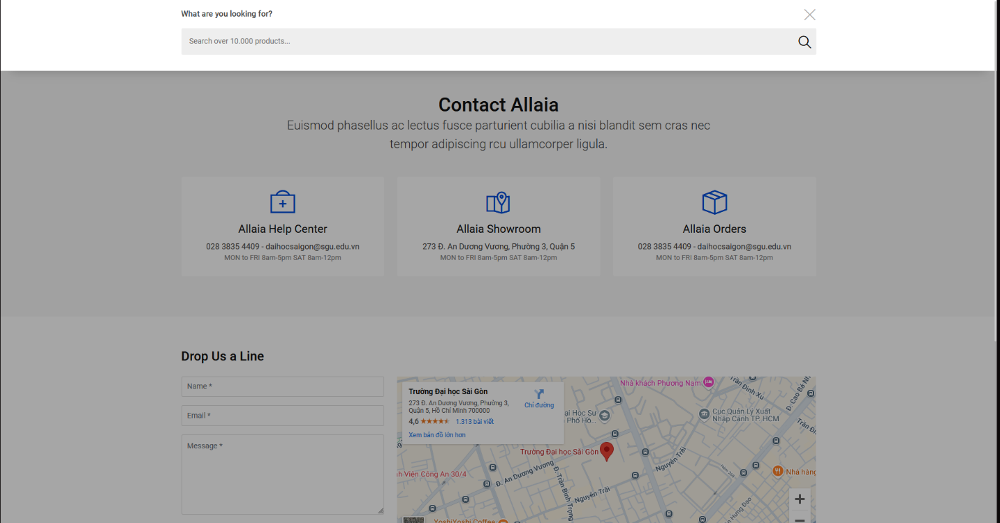 What are you looking for?
Search over 10.000 products...
Contact Allaia
Euismod phasellus ac lectus fusce parturient cubilia a nisi blandit sem cras nec
tempor adipiscing rcu ullamcorper ligula.
Allaia Help Center
028 3835 4409 - daihocsaigon@sgu.edu.vn
MON to FRI 8am-5pm SAT 8am-12pm
Allaia Showroom
273 Đ. An Dương Vương, Phường 3, Quận 5
MON to FRI 8am-5pm SAT 8am-12pm
Allaia Orders
028 3835 4409 - daihocsaigon@sgu.edu.vn
MON to FRI 8am-5pm SAT 8am-12pm
Drop Us a Line
Name *
Email *
Message *
Trường Đại học Sài Gòn
273 Đ. An Dương Vương, Phường 3,
Quận 5, Hồ Chí Minh 700000
4,6
1.313 bài viết
Xem bản đồ lớn hơn
Chỉ đường
Nhà khách Phương Nam
Trần Đình Xu
Đ. Cao Bá
ại Học Sư
Phố Hồ...
Cục Quản Lý Xuất
Nhập Cảnh TP. HCM
Trường Đại học Sài Gòn
Nguyễn Trãi
Nhà hàng
h Viện Công An 30/4
Đ. An Dương Vương
Đ. Trần Bình Trọng
Nguyễn Trãi
Hưng Đạo
YoshiYoshi Coffee